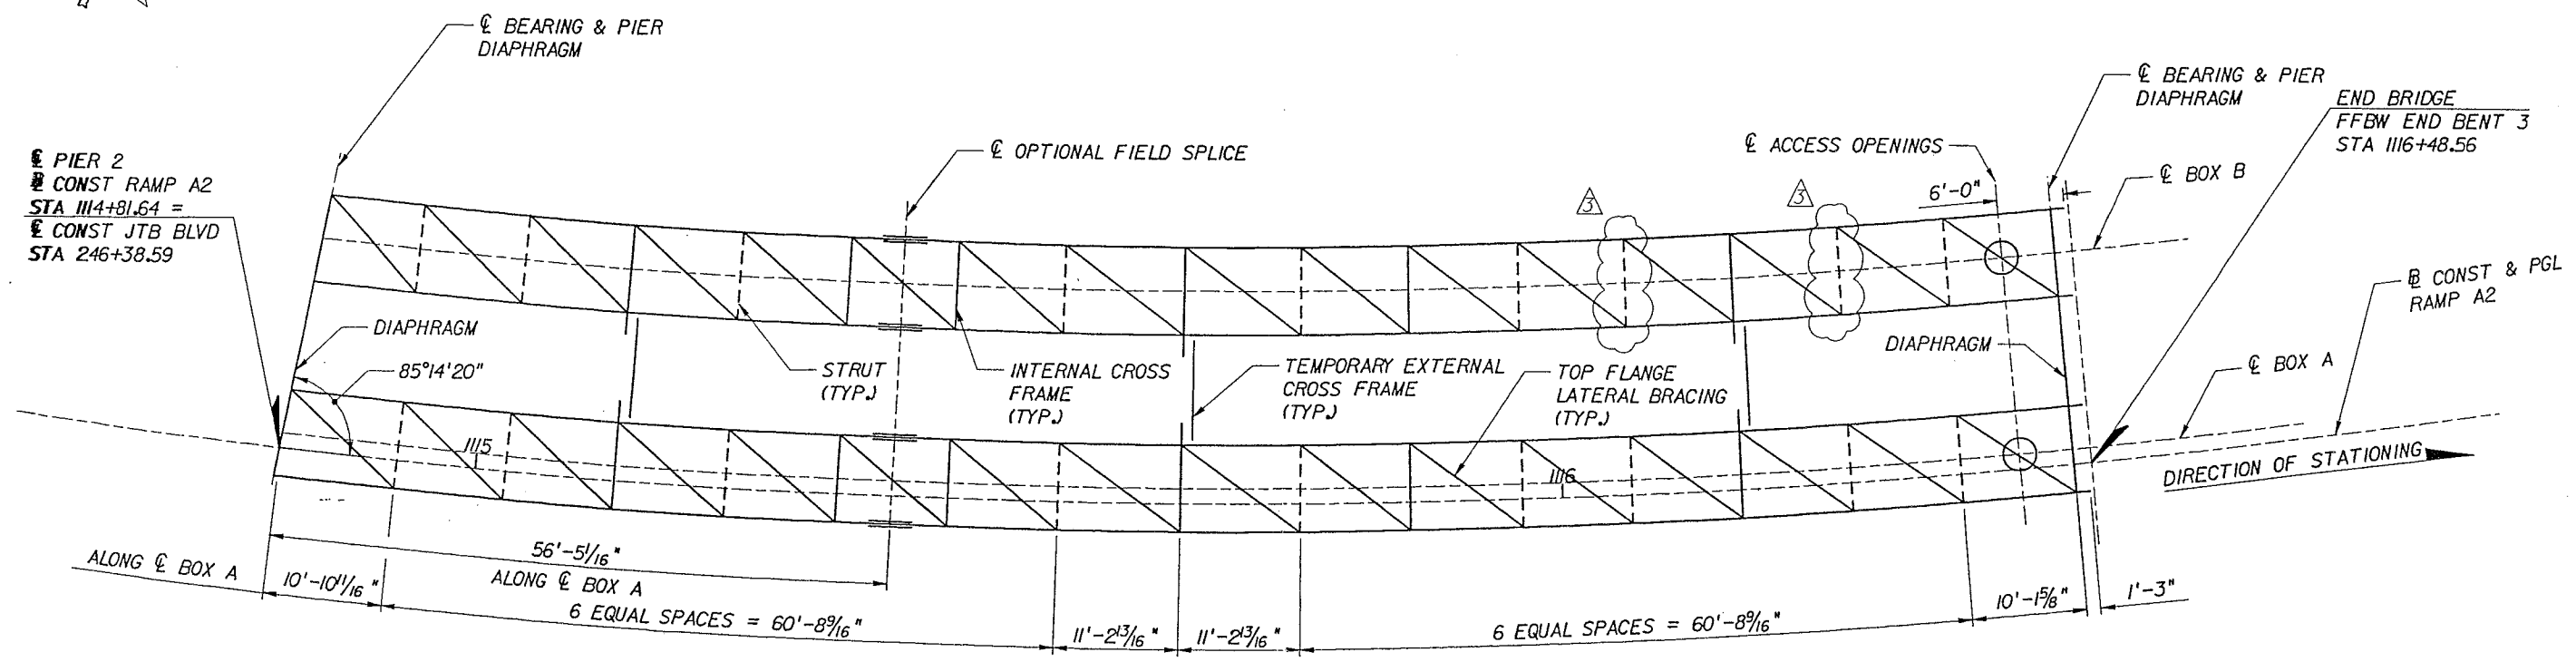 ℄ BEARING & PIER
DIAPHRAGM
℄ BEARING & PIER
DIAPHRAGM
END BRIDGE
FFBW END BENT 3
STA 1116+48.56
℄ OPTIONAL FIELD SPLICE
℄ ACCESS OPENINGS
℄ PIER 2
CONST RAMP A2
STA 1114+81.64 =
℄ CONST JTB BLVD
STA 246+38.59
℄ BOX B
3
3
6'-0"
CONST & PGL
RAMP A2
DIAPHRAGM
85°14'20"
STRUT
(TYP.)
INTERNAL CROSS
FRAME
(TYP.)
TEMPORARY EXTERNAL
CROSS FRAME
(TYP.)
TOP FLANGE
LATERAL BRACING
(TYP.)
DIAPHRAGM
℄ BOX A
1115
1116
DIRECTION OF STATIONING
56'-5 1/16"
ALONG ℄ BOX A
ALONG ℄ BOX A
10'-10 11/16"
6 EQUAL SPACES = 60'-8 9/16"
11'-2 13/16"
11'-2 13/16"
6 EQUAL SPACES = 60'-8 9/16"
10'-1 5/8"
1'-3"